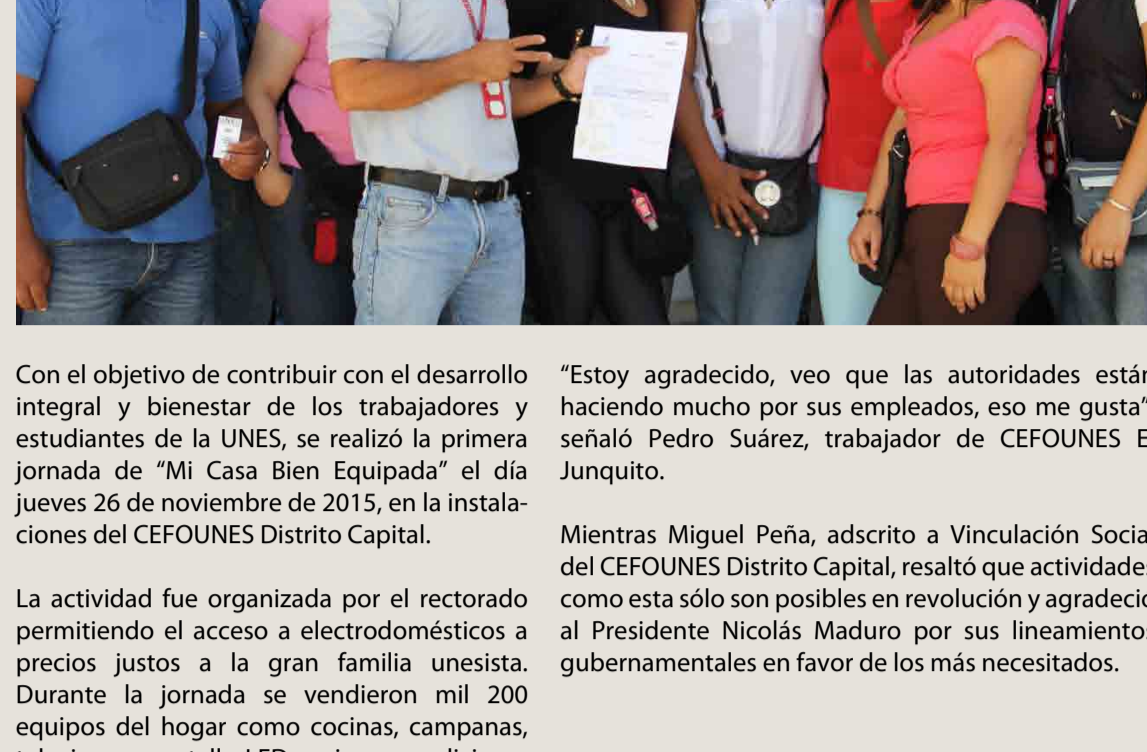 Con el objetivo de contribuir con el desarrollo
integral y bienestar de los trabajadores y
estudiantes de la UNES, se realizó la primera
jornada de “Mi Casa Bien Equipada” el día
jueves 26 de noviembre de 2015, en la instala-
ciones del CEFOUNES Distrito Capital.
La actividad fue organizada por el rectorado
permitiendo el acceso a electrodomésticos a
precios justos a la gran familia unesista.
Durante la jornada se vendieron mil 200
equipos del hogar como cocinas, campanas,
“Estoy agradecido, veo que las autoridades están
haciendo mucho por sus empleados, eso me gusta”
señaló Pedro Suárez, trabajador de CEFOUNES E
Junquito.
Mientras Miguel Peña, adscrito a Vinculación Socia
del CEFOUNES Distrito Capital, resaltó que actividade
como esta sólo son posibles en revolución y agradeció
al Presidente Nicolás Maduro por sus lineamiento
gubernamentales en favor de los más necesitados.